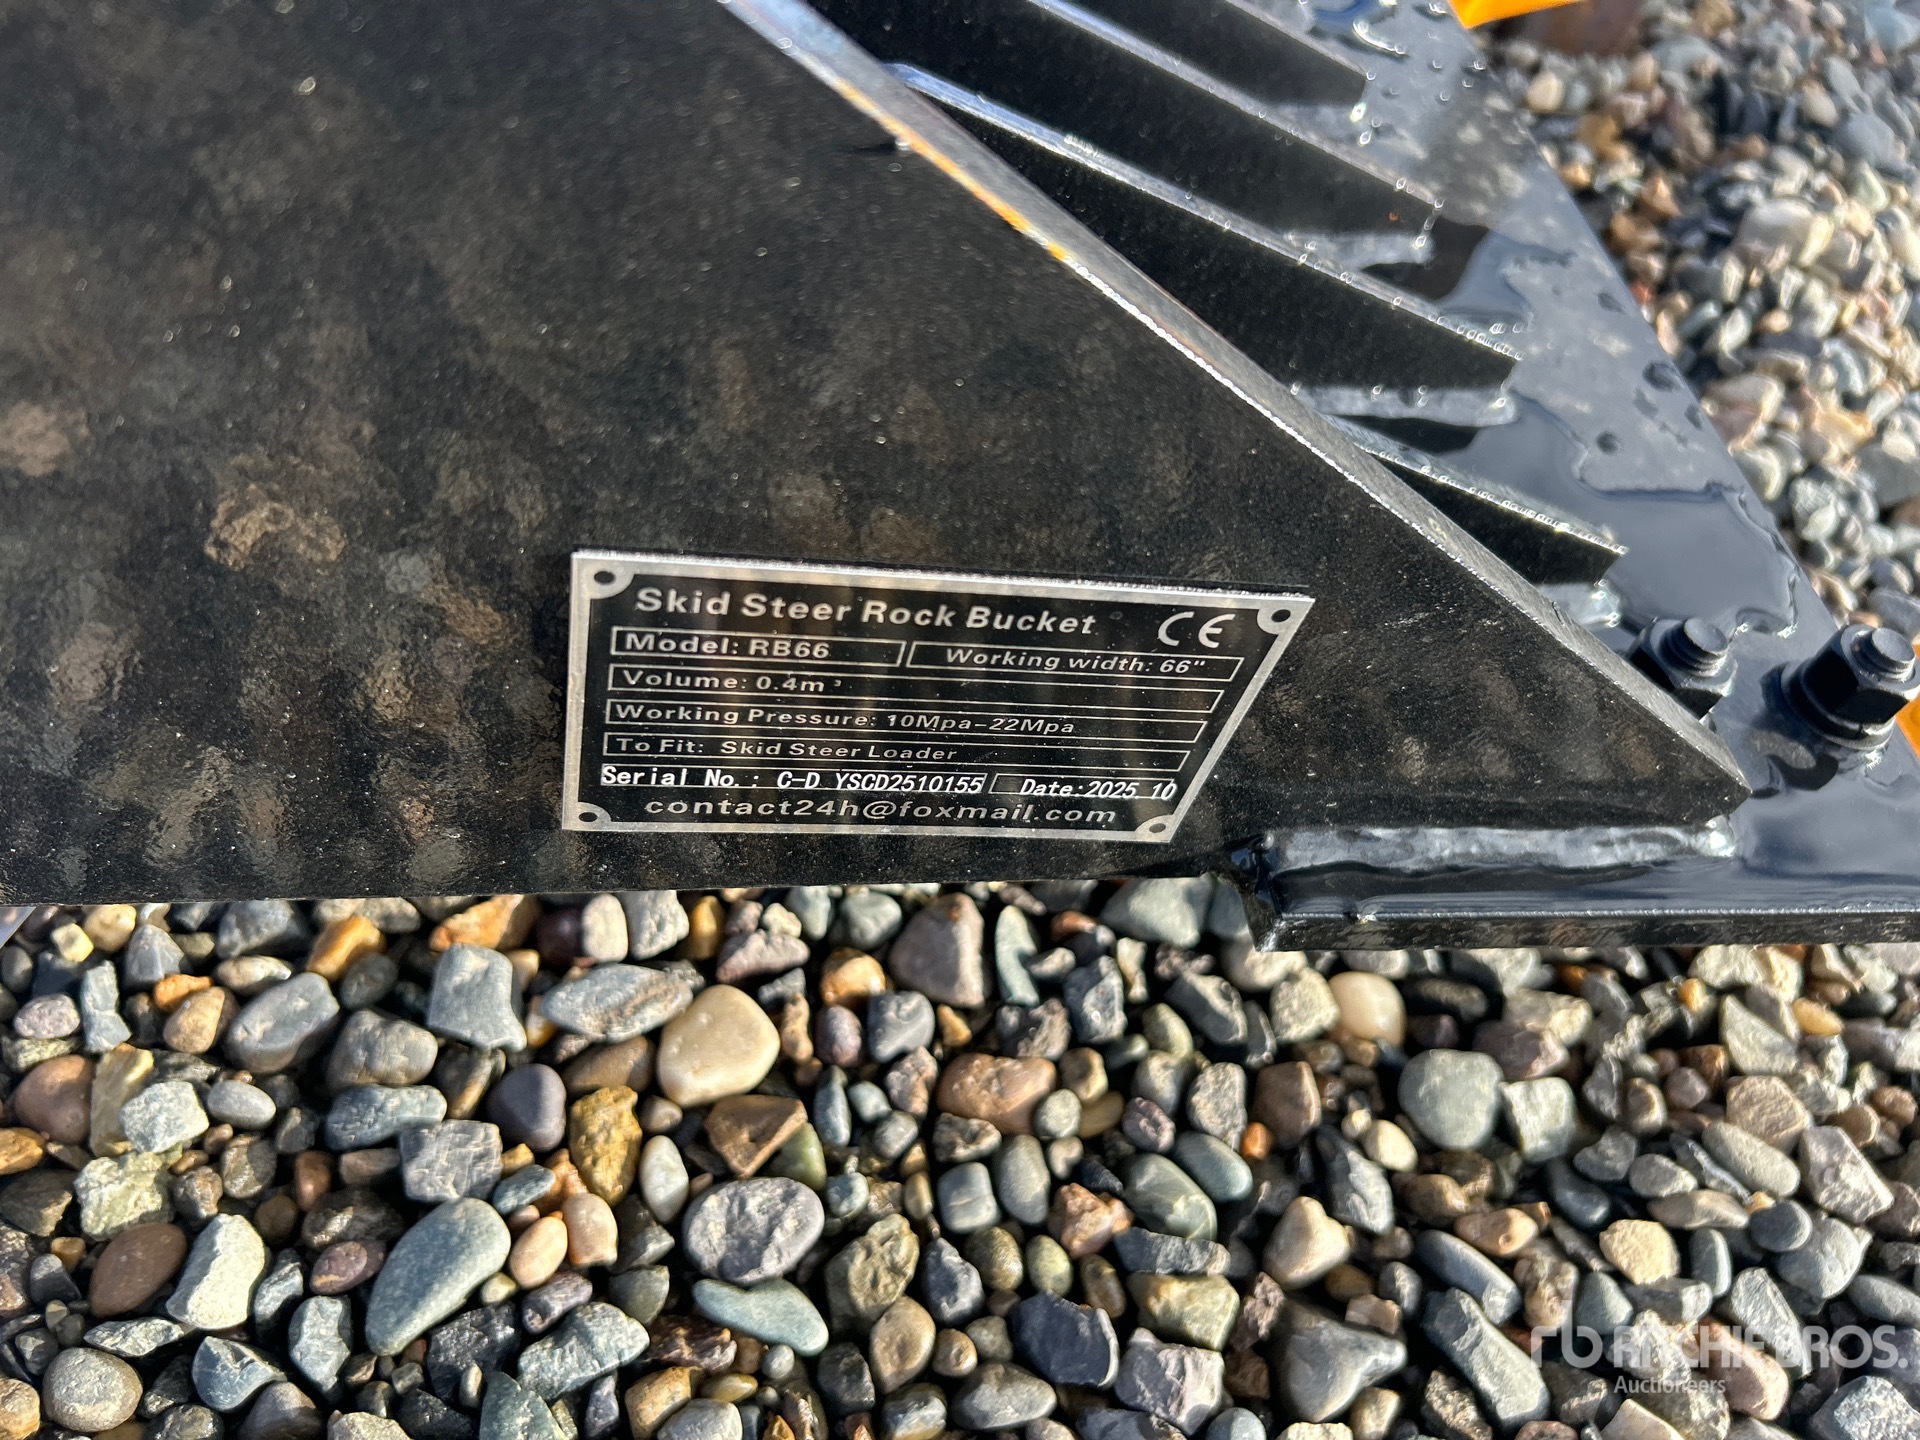 Skid Steer Rock Bucket CE
Model: RB66 Working width: 66"
Volume: 0.4m³
Working Pressure: 10Mpa-22Mpa
To Fit: Skid Steer Loader
Serial No.: C-D YSCD2510155 Date:2025.10
contact24h@foxmail.com
rb RITCHIE BROS.
Auctioneers